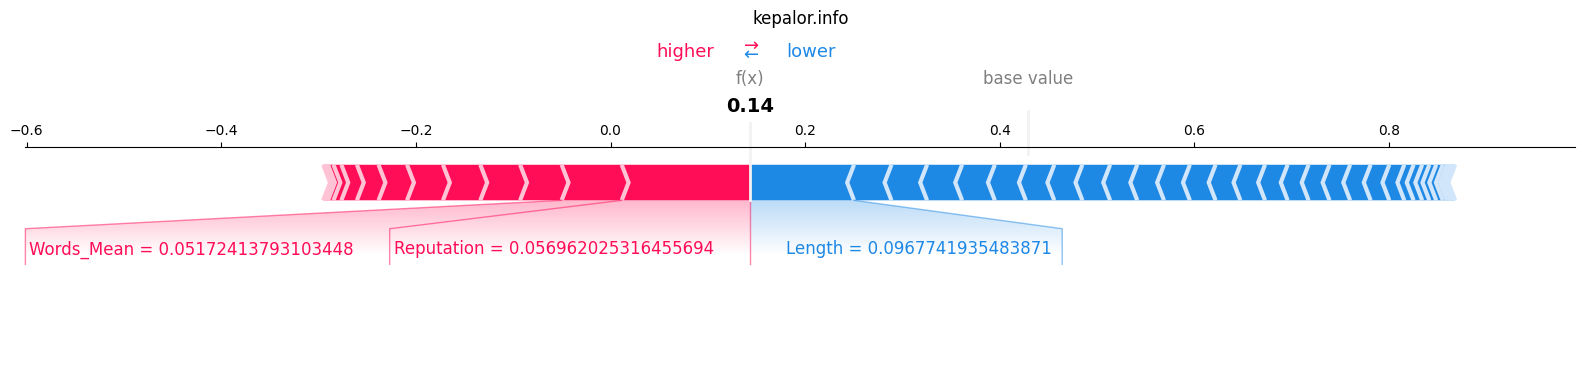 kepalor.info
higher ⇄ lower
f(x) base value
0.14
−0.6 −0.4 −0.2 0.0 0.2 0.4 0.6 0.8
Words_Mean = 0.05172413793103448 Reputation = 0.056962025316455694 Length = 0.0967741935483871